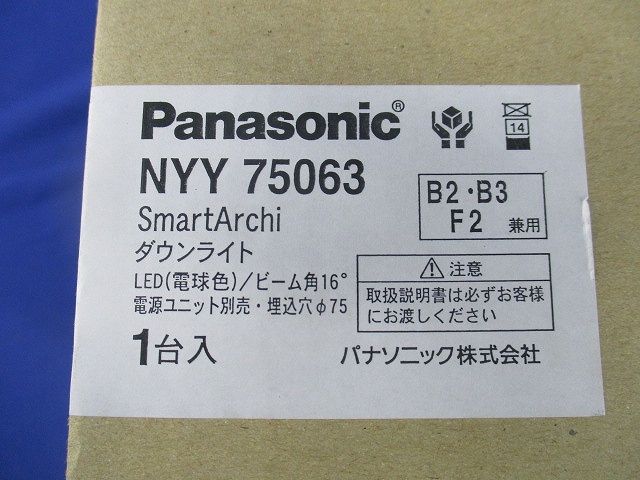 Panasonic®
14
NYY 75063
B2・B3
F2 兼用
SmartArchi
ダウンライト
LED(電球色)/ビーム角16°
電源ユニット別売・埋込穴φ75
⚠ 注意
取扱説明書は必ずお客様
にお渡しください
1台入
パナソニック株式会社